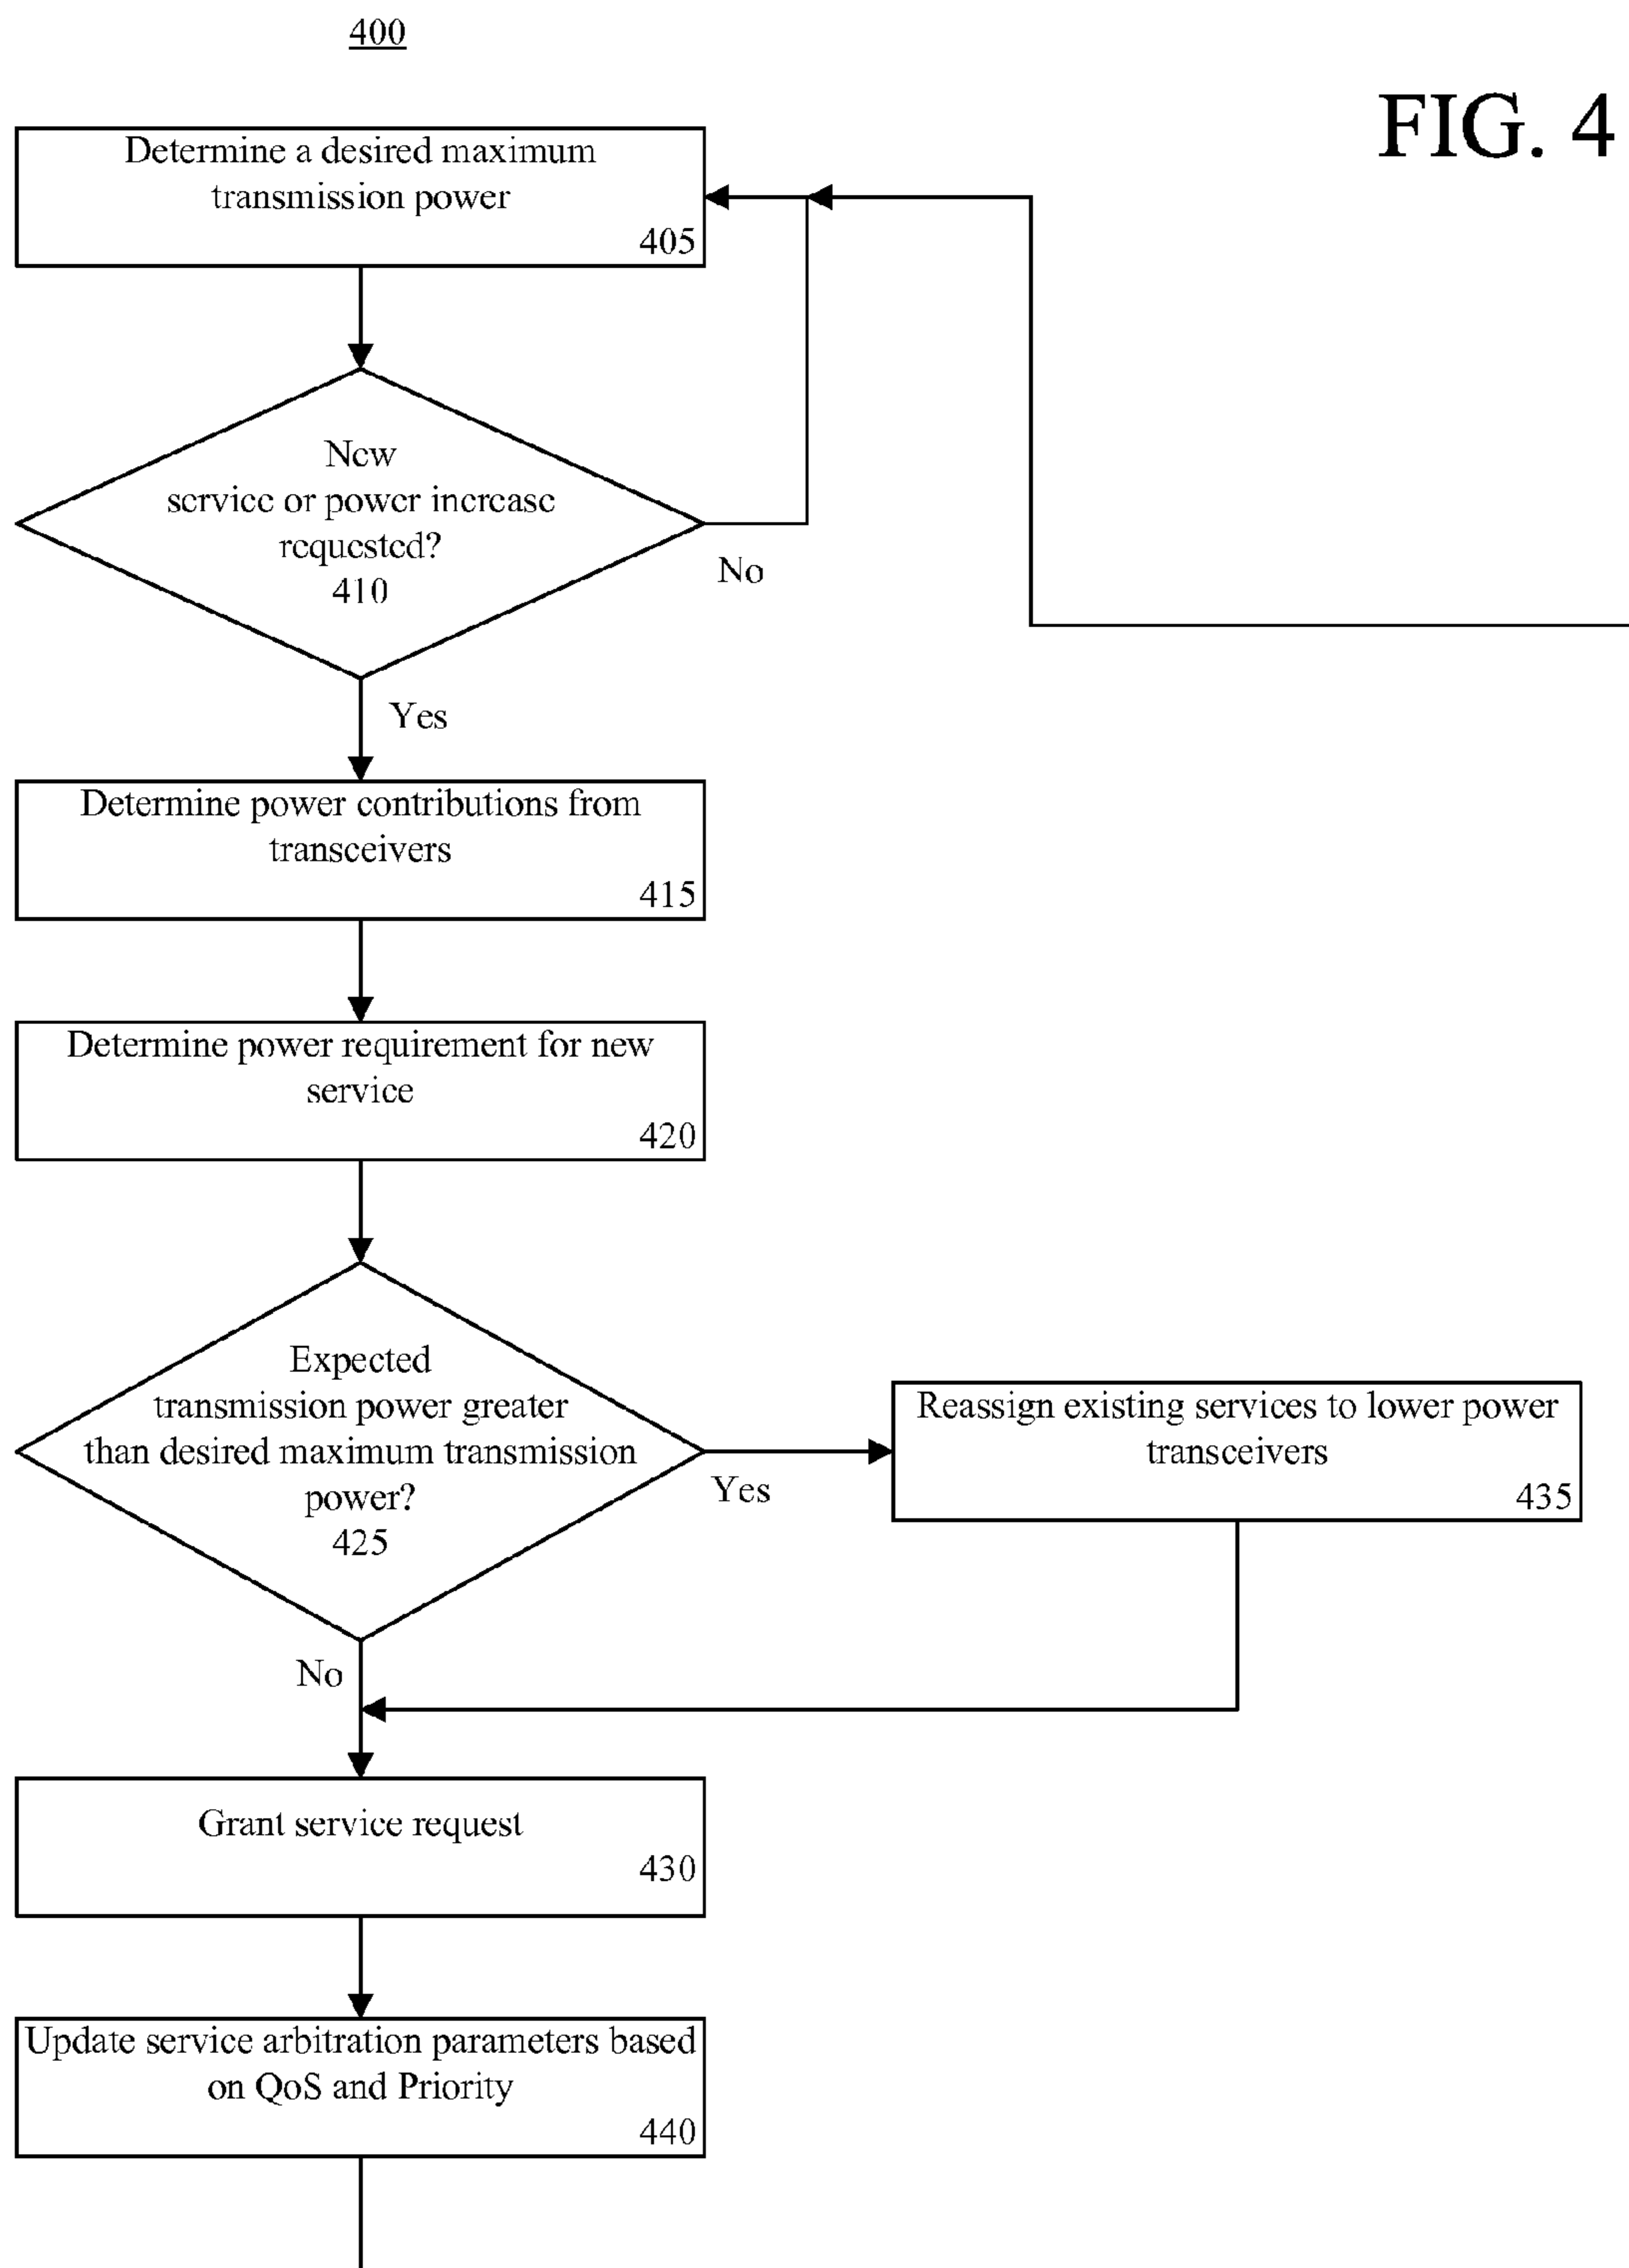 400
FIG. 4
Determine a desired maximum
transmission power
405
New
service or power increase
requested?
410
No
Yes
Determine power contributions from
transceivers
415
Determine power requirement for new
service
420
Expected
transmission power greater
than desired maximum transmission
power?
425
Yes
Reassign existing services to lower power
transceivers
435
No
Grant service request
430
Update service arbitration parameters based
on QoS and Priority
440